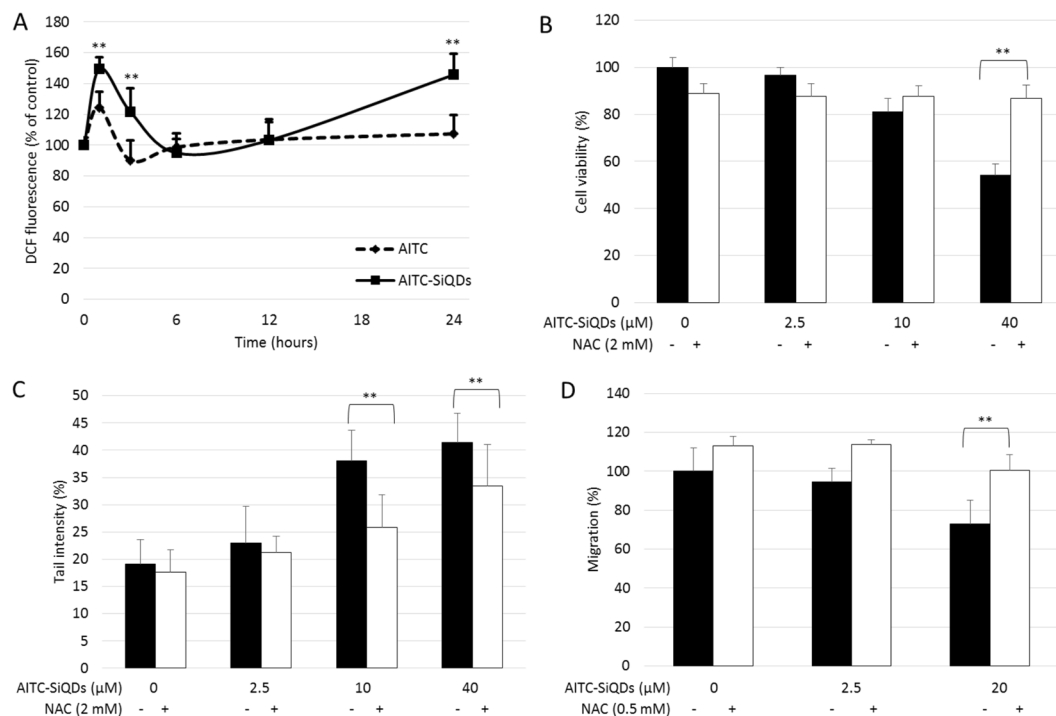 A
180
160
140
120
100
80
60
40
20
0
DCF fluorescence (% of control)
**
**
**
AITC
AITC-SiQDs
0 6 12 18 24
Time (hours)
B
120
100
80
60
40
20
0
Cell viability (%)
**
AITC-SiQDs (µM) 0 2.5 10 40
NAC (2 mM) - + - + - + - +
C
50
45
40
35
30
25
20
15
10
5
0
Tail intensity (%)
**
**
AITC-SiQDs (µM) 0 2.5 10 40
NAC (2 mM) - + - + - + - +
D
140
120
100
80
60
40
20
0
Migration (%)
**
AITC-SiQDs (µM) 0 2.5 20
NAC (0.5 mM) - + - + - +